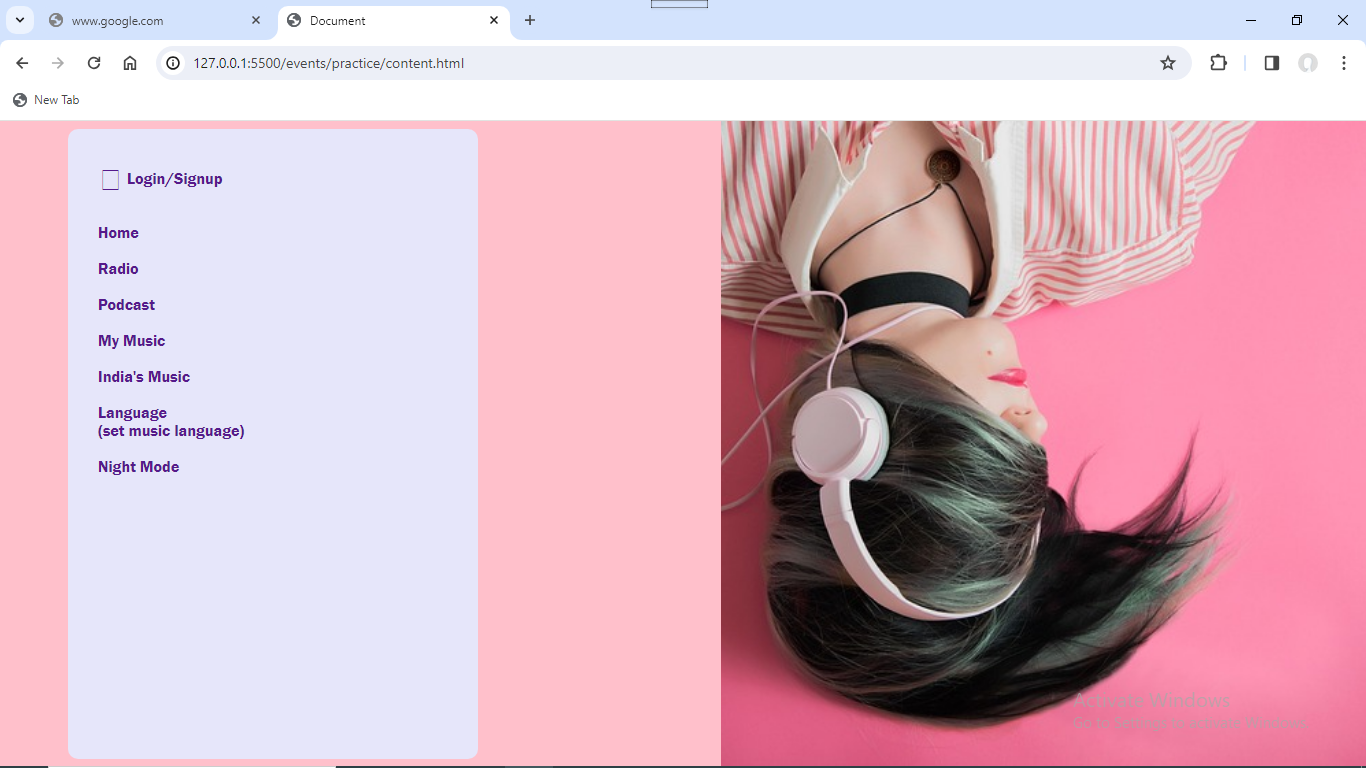 www.google.com
Document
127.0.0.1:5500/events/practice/content.html
New Tab
Login/Signup
Home
Radio
Podcast
My Music
India's Music
Language
(set music language)
Night Mode
Activate Windows
Go to Settings to activate Windows.